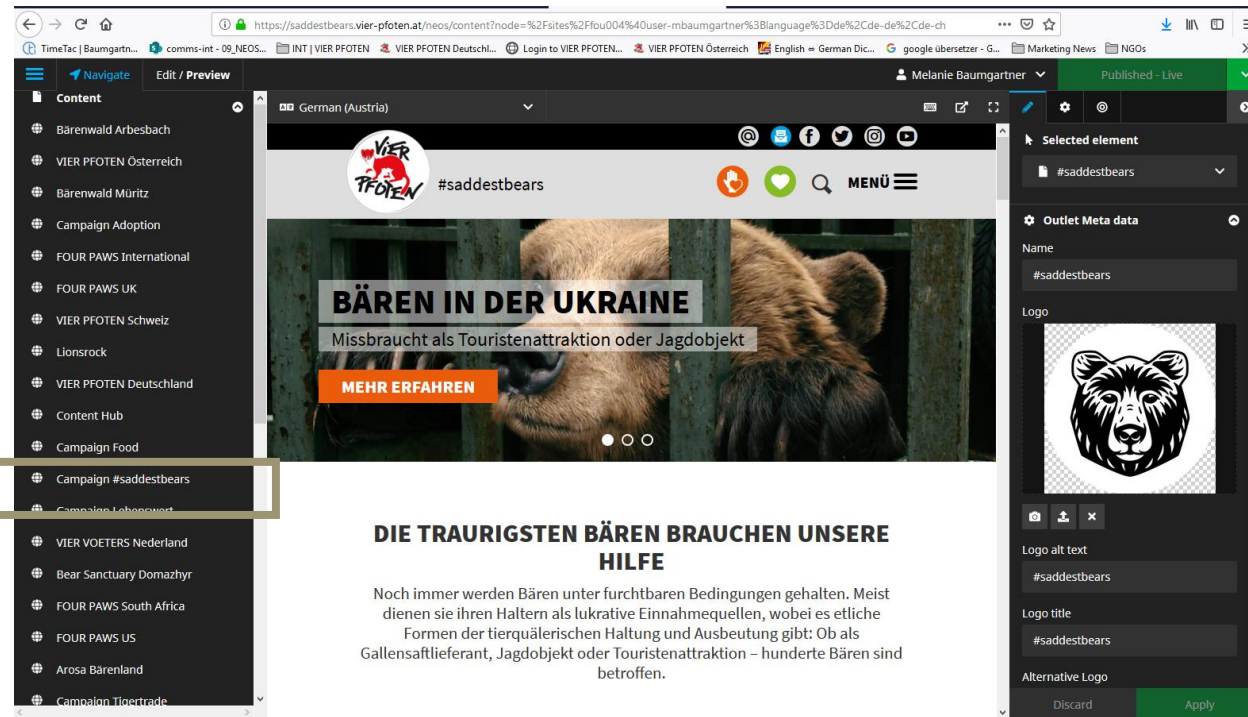 https://saddestbears.vier-pfoten.at/neos/content?node=%2Fsites%2Ffou004%40user-mbaumgartner%3Blanguage%3Dde%2Cde-de%2Cde-ch
TimeTac | Baumgartn...
comms-int - 09_NEOS...
INT | VIER PFOTEN
VIER PFOTEN Deutschl...
Login to VIER PFOTEN...
VIER PFOTEN Österreich
English ⇔ German Dic...
google übersetzer - G...
Marketing News
NGOs
Navigate
Edit / Preview
Melanie Baumgartner
Published - Live
Content
Bärenwald Arbesbach
VIER PFOTEN Österreich
Bärenwald Müritz
Campaign Adoption
FOUR PAWS International
FOUR PAWS UK
VIER PFOTEN Schweiz
Lionsrock
VIER PFOTEN Deutschland
Content Hub
Campaign Food
Campaign #saddestbears
Campaign Lebenswert
VIER VOETERS Nederland
Bear Sanctuary Domazhyr
FOUR PAWS South Africa
FOUR PAWS US
Arosa Bärenland
Campaign Tigertrade
German (Austria)
VIER
PFOTEN
#saddestbears
MENÜ
BÄREN IN DER UKRAINE
Missbraucht als Touristenattraktion oder Jagdobjekt
MEHR ERFAHREN
DIE TRAURIGSTEN BÄREN BRAUCHEN UNSERE
HILFE
Noch immer werden Bären unter furchtbaren Bedingungen gehalten. Meist
dienen sie ihren Haltern als lukrative Einnahmequellen, wobei es etliche
Formen der tierquälerischen Haltung und Ausbeutung gibt: Ob als
Gallensaftlieferant, Jagdobjekt oder Touristenattraktion – hunderte Bären sind
betroffen.
Selected element
#saddestbears
Outlet Meta data
Name
#saddestbears
Logo
Logo alt text
#saddestbears
Logo title
#saddestbears
Alternative Logo
Discard
Apply